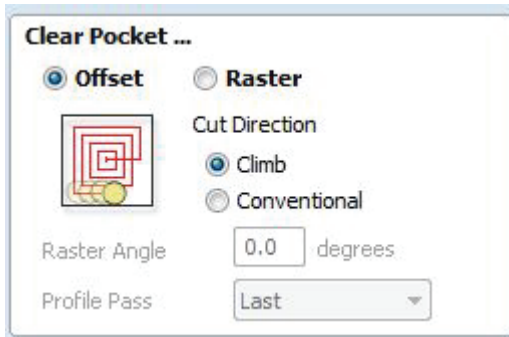 Clear Pocket ...
Offset Raster
Cut Direction
Climb
Conventional
Raster Angle 0.0 degrees
Profile Pass Last